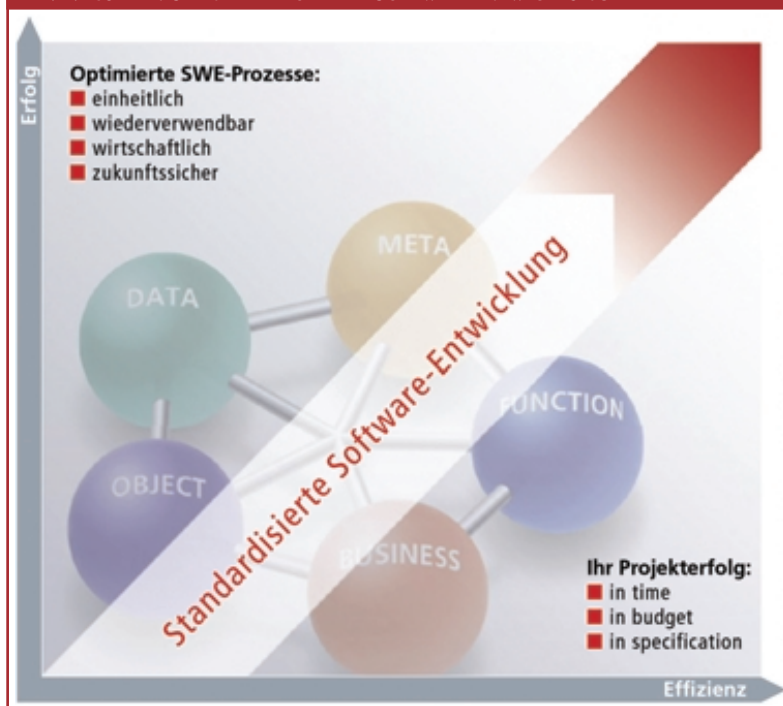 Erfolg
Optimierte SWE-Prozesse:
einheitlich
wiederverwendbar
wirtschaftlich
zukunftssicher
META
DATA
Standardisierte Software-Entwicklung
FUNCTION
OBJECT
BUSINESS
Ihr Projekterfolg:
in time
in budget
in specification
Effizienz